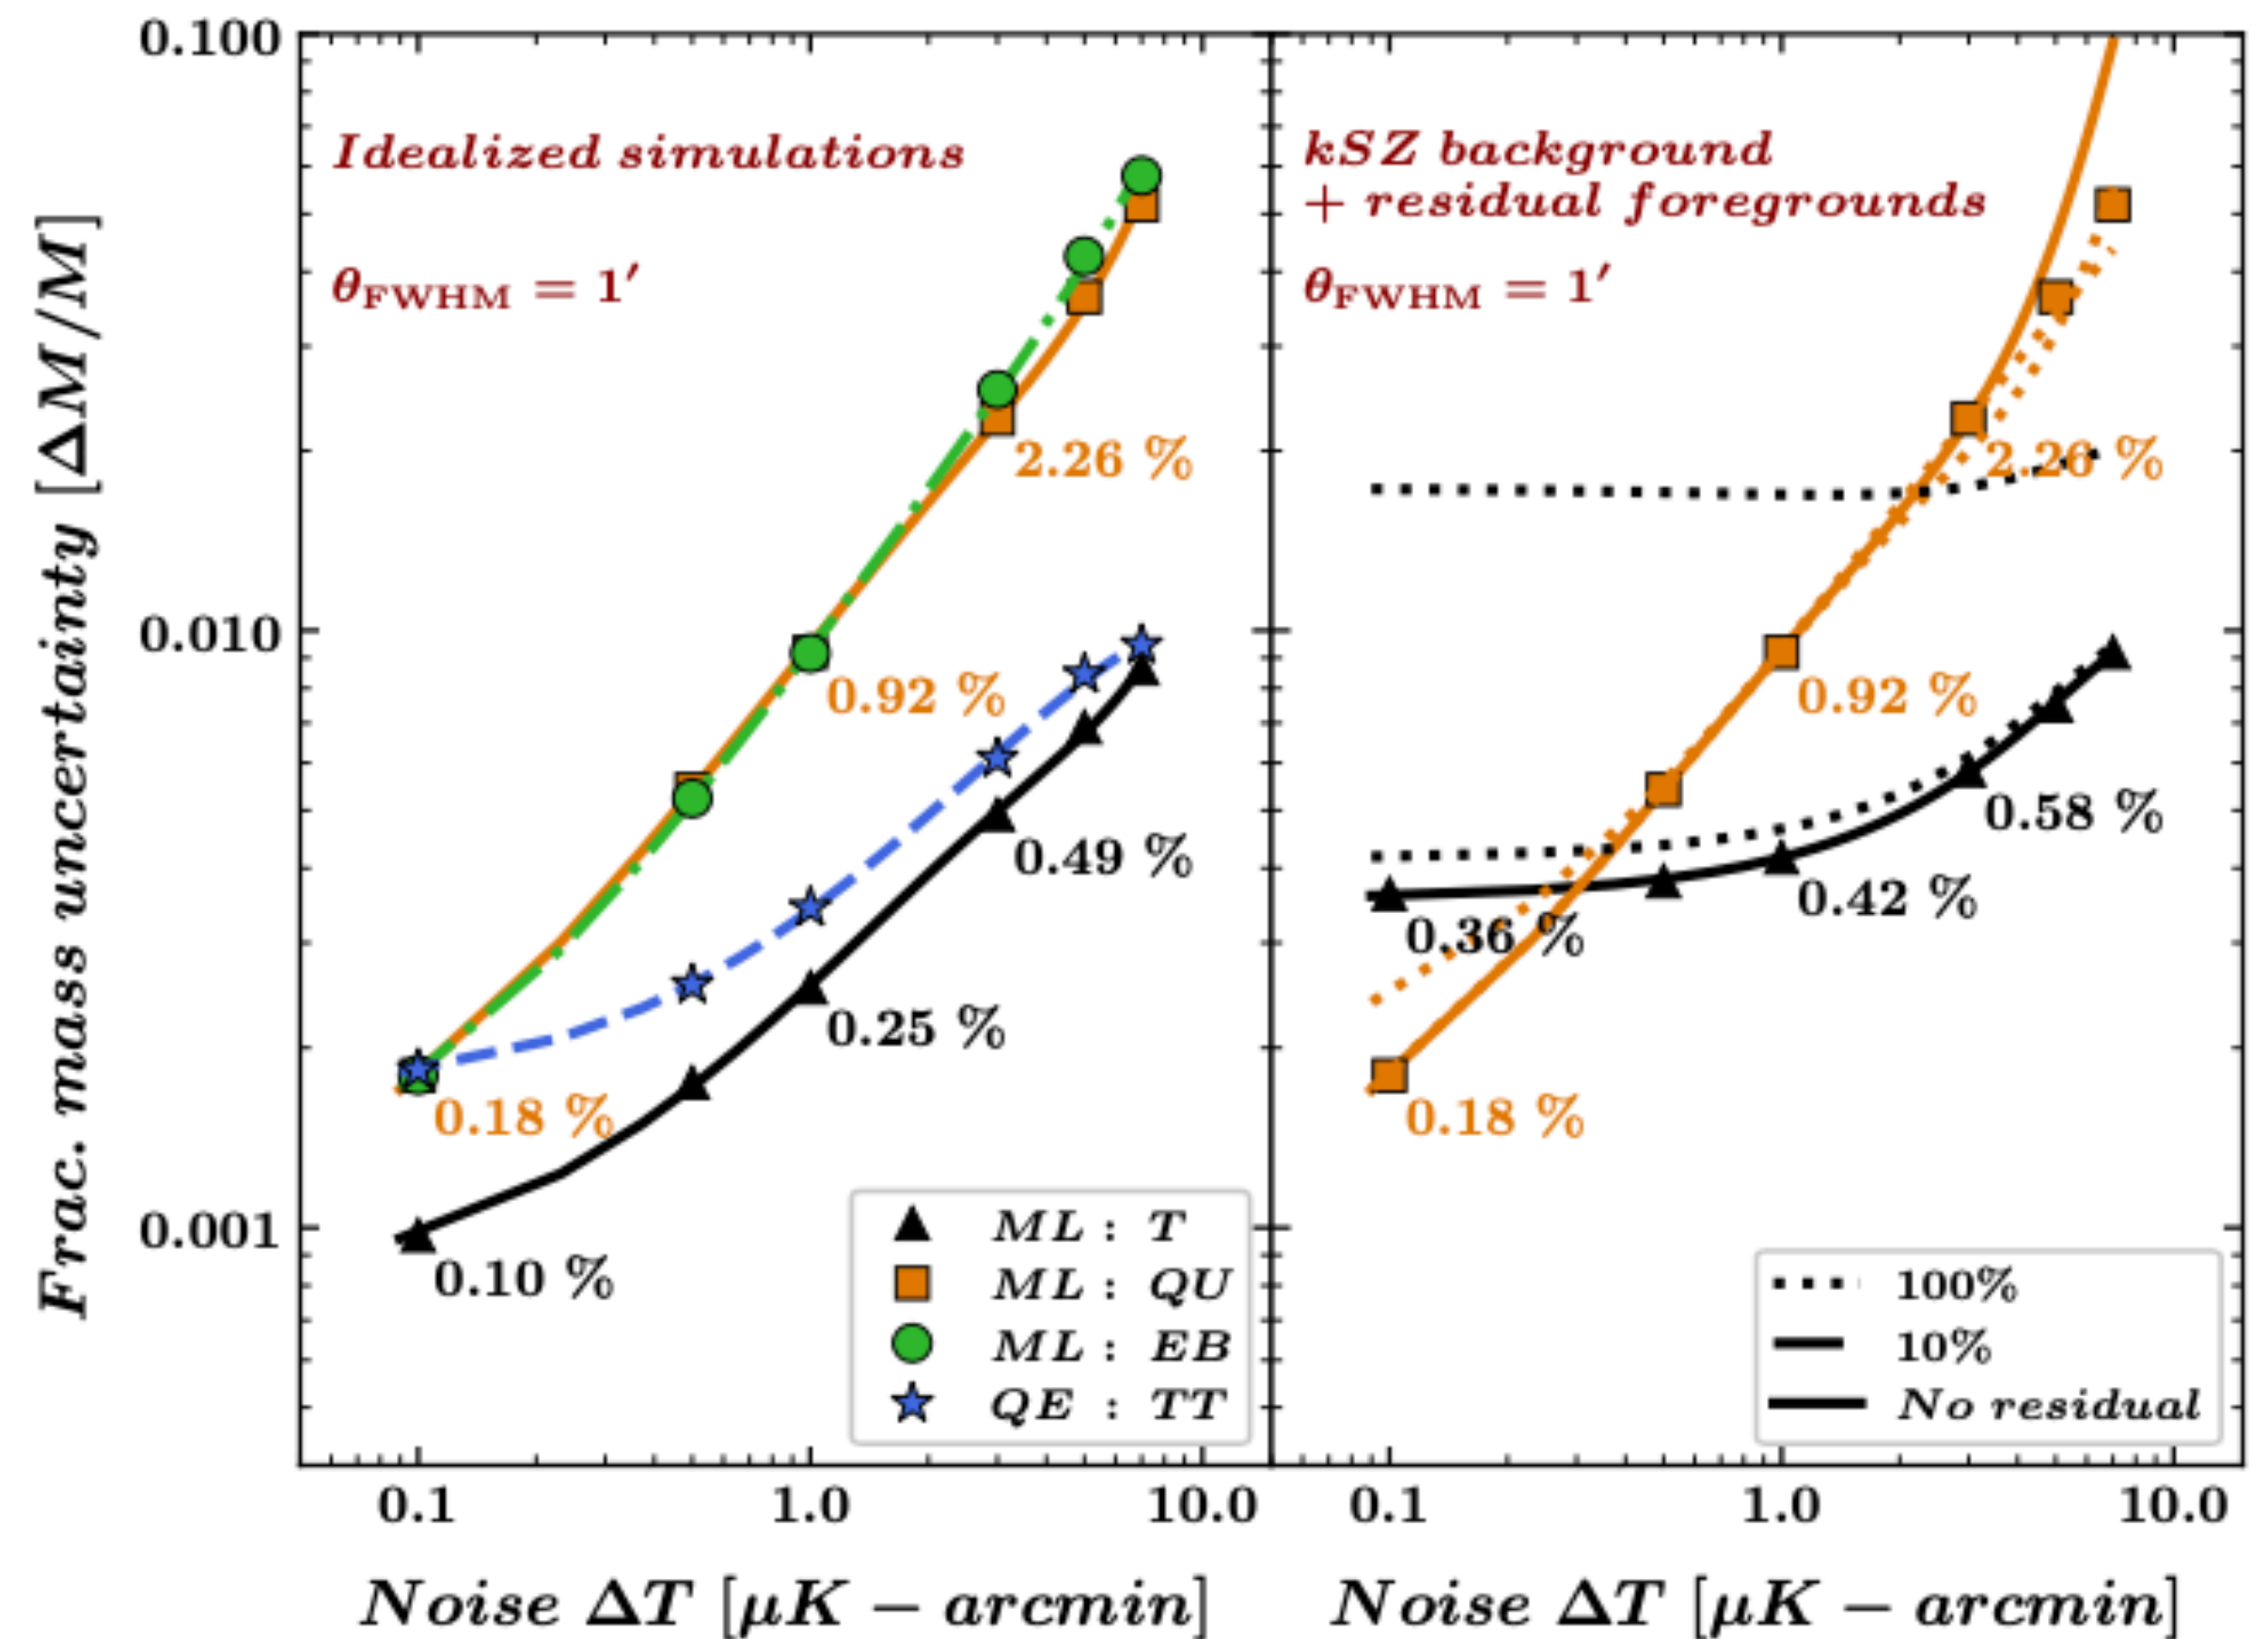 Frac. mass uncertainty [ΔM/M]
0.100
0.010
0.001
Idealized simulations
θFWHM = 1′
2.26 %
0.92 %
0.49 %
0.25 %
0.18 %
0.10 %
ML : T
ML : QU
ML : EB
QE : TT
0.1 1.0 10.0
Noise ΔT [μK − arcmin]
kSZ background
+ residual foregrounds
θFWHM = 1′
2.26 %
0.92 %
0.58 %
0.42 %
0.36 %
0.18 %
100%
10%
No residual
0.1 1.0 10.0
Noise ΔT [μK − arcmin]